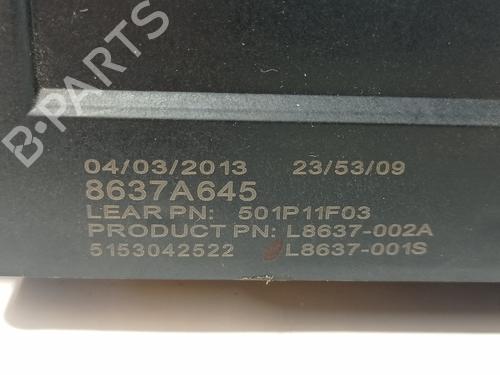 B-PARTS
04/03/2013 23/53/09
8637A645
LEAR PN: 501P11F03
PRODUCT PN: L8637-002A
5153042522 L8637-001S